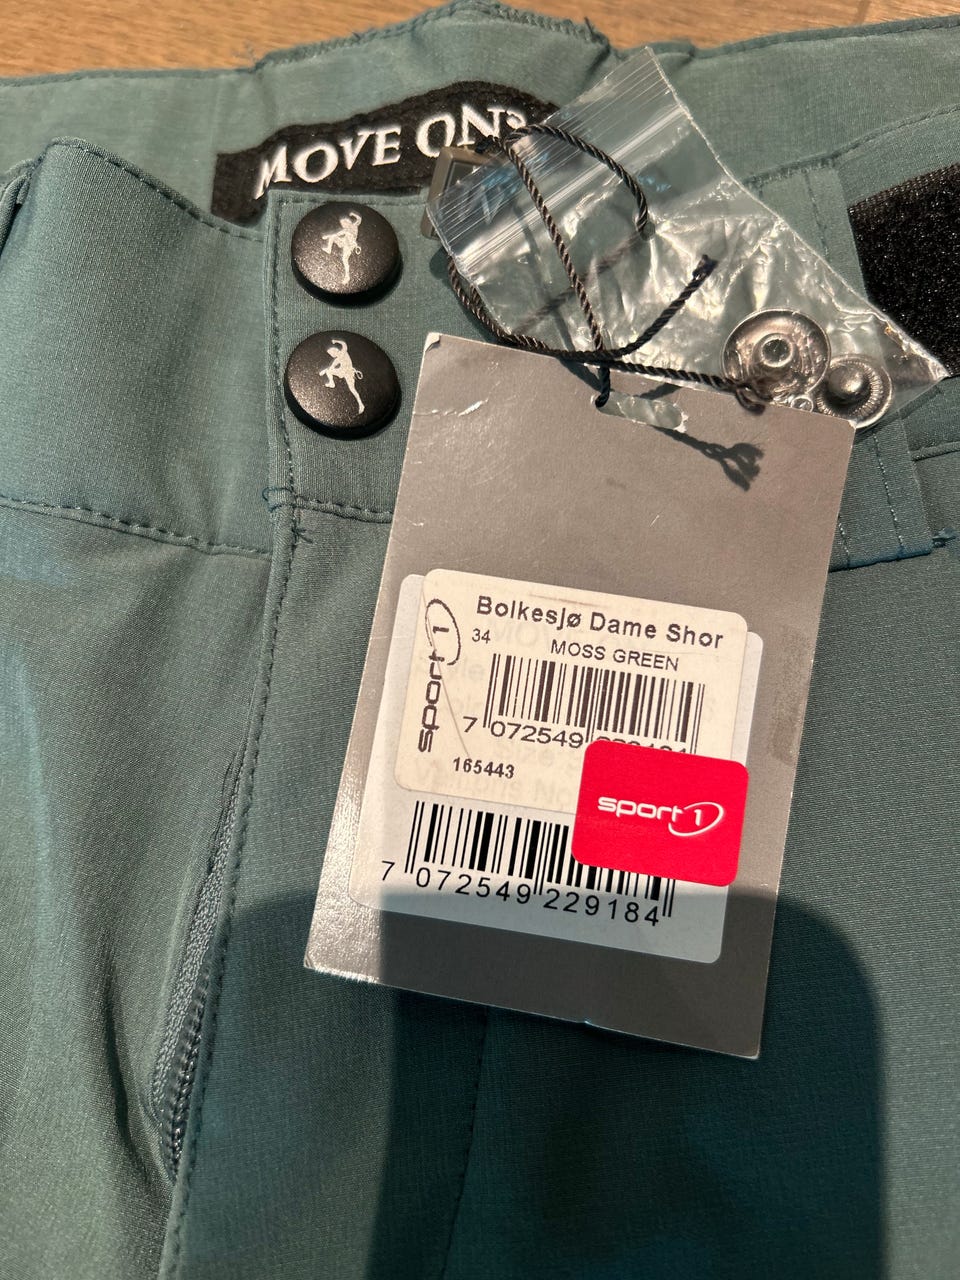 MOVE ON
Bolkesjø Dame Shor
34
MOSS GREEN
sport 1
7 072549
165443
sport 1
7 072549 229184